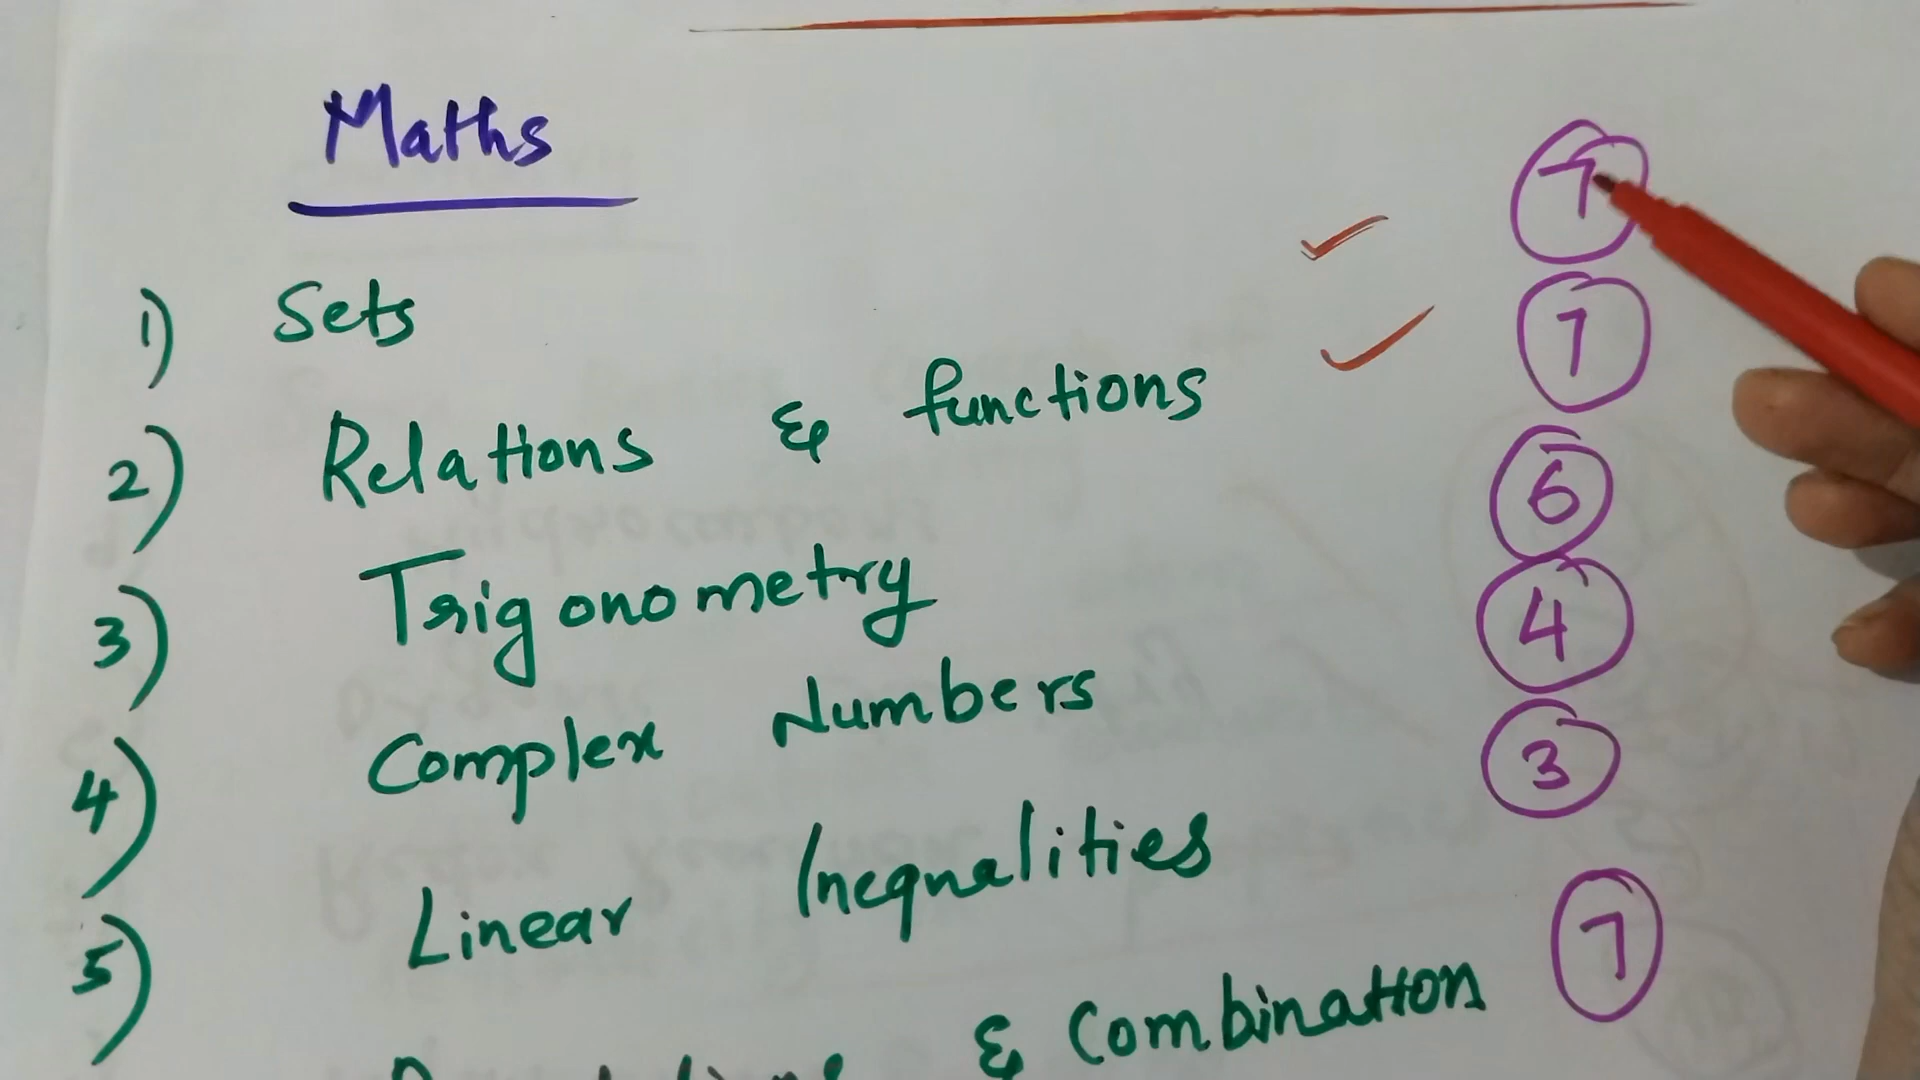 Maths
1) Sets 7
2) Relations & functions 7
3) Trigonometry 6
4) Complex Numbers 4
5) Linear Inequalities 3
& Combination 7